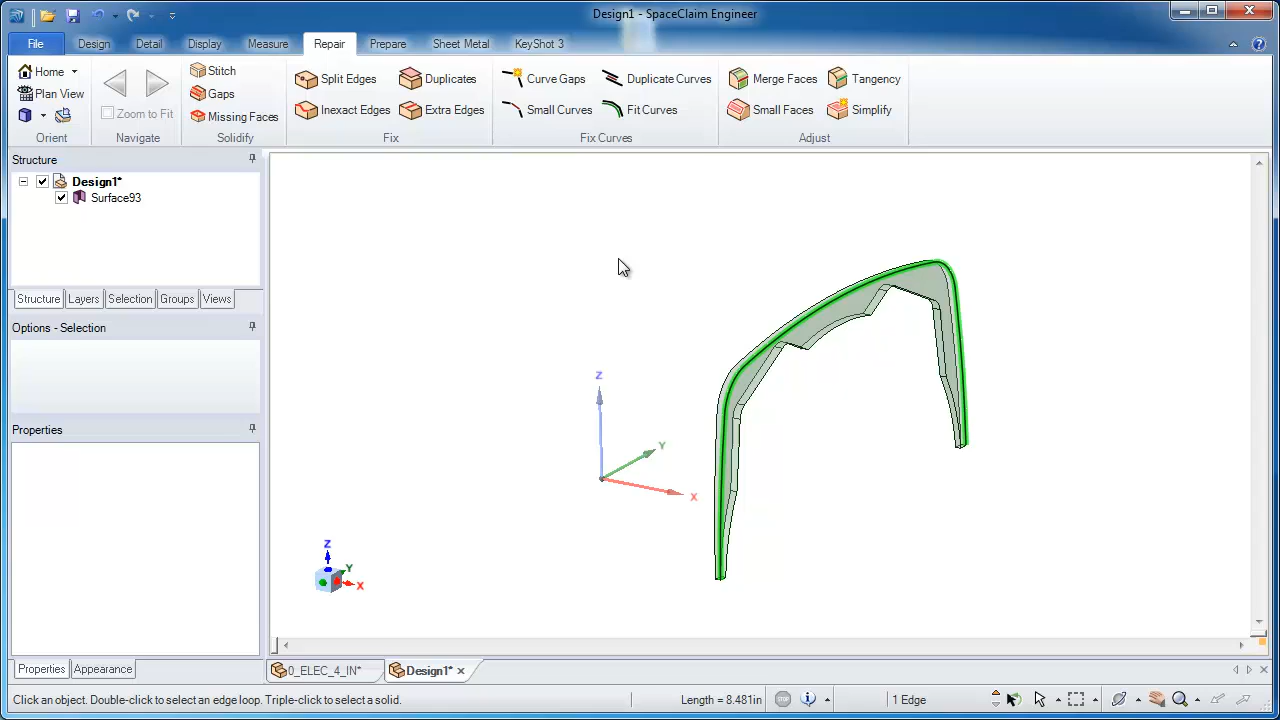 Design1 - SpaceClaim Engineer
File Design Detail Display Measure Repair Prepare Sheet Metal KeyShot 3
Home Stitch Split Edges Duplicates Curve Gaps Duplicate Curves Merge Faces Tangency
Plan View Gaps
Zoom to Fit Missing Faces Inexact Edges Extra Edges Small Curves Fit Curves Small Faces Simplify
Orient Navigate Solidify Fix Fix Curves Adjust
Structure
Design1*
Surface93
Structure Layers Selection Groups Views
Options - Selection
Properties
Z
Y
X
Z
Y
X
Properties Appearance
0_ELEC_4_IN* Design1*
Click an object. Double-click to select an edge loop. Triple-click to select a solid. Length = 8.481in 1 Edge